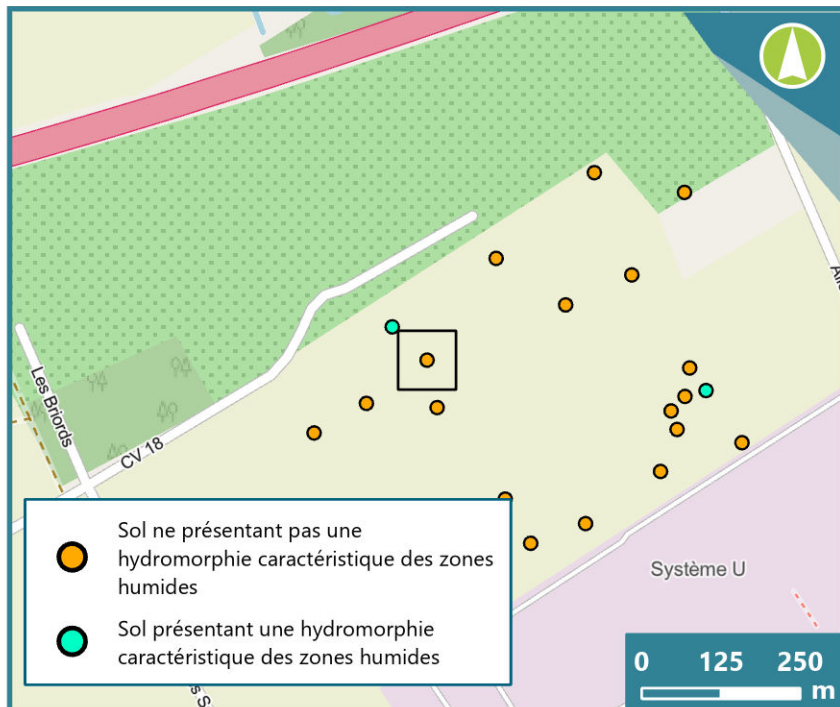 Les Briords
CV 18
Allé
Sol ne présentant pas une
hydromorphie caractéristique des zones
humides
Sol présentant une hydromorphie
caractéristique des zones humides
Système U
0 125 250
m